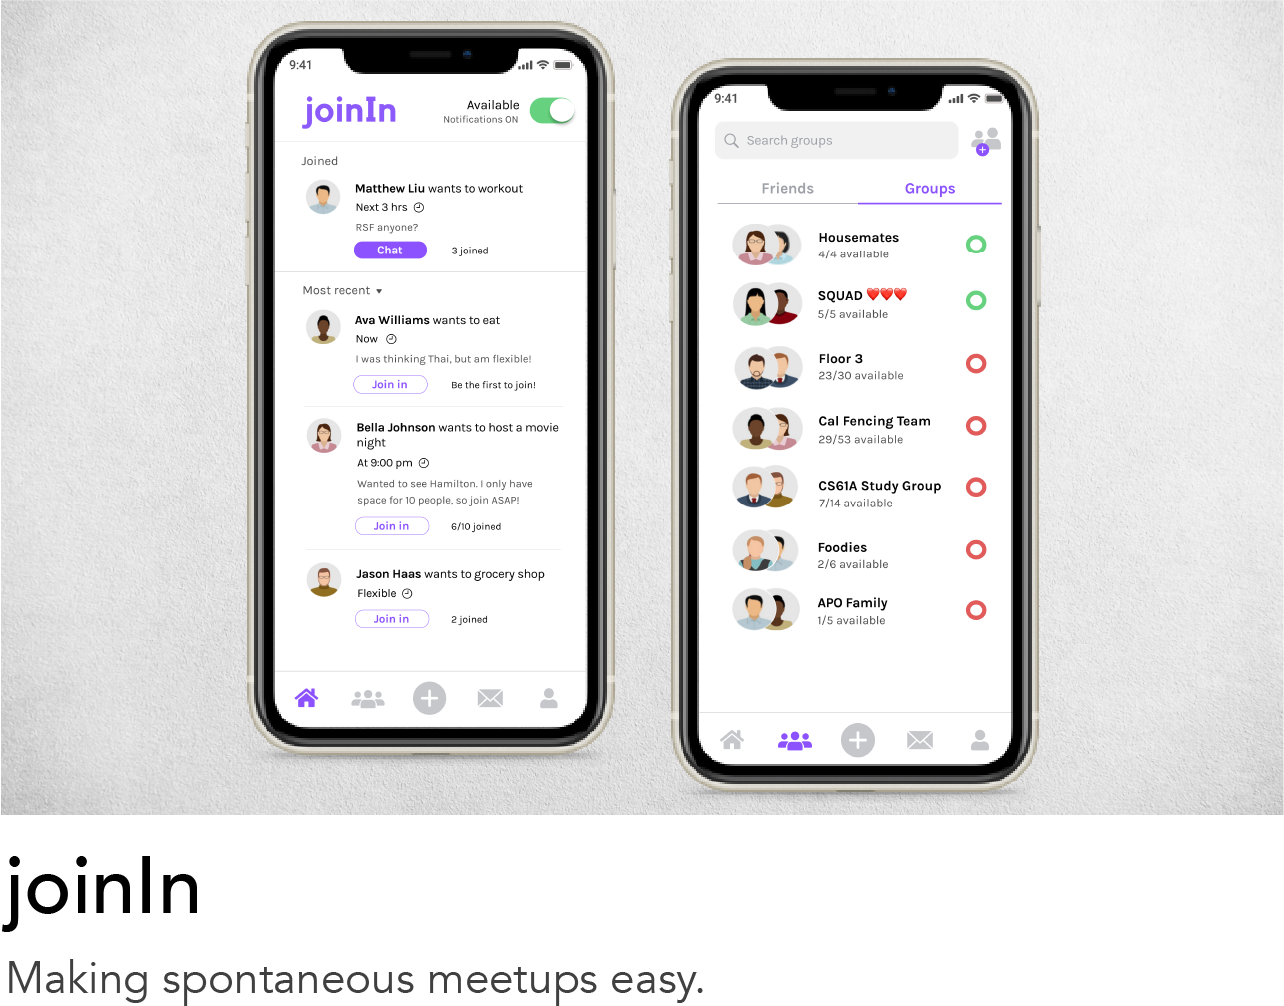 9:41
joinIn
Available
Notifications ON
Joined
Matthew Liu wants to workout
Next 3 hrs
RSF anyone?
Chat
3 joined
Most recent ▾
Ava Williams wants to eat
Now
I was thinking Thai, but am flexible!
Join in
Be the first to join!
Bella Johnson wants to host a movie
night
At 9:00 pm
Wanted to see Hamilton. I only have
space for 10 people, so join ASAP!
Join in
6/10 joined
Jason Haas wants to grocery shop
Flexible
Join in
2 joined
9:41
Search groups
Friends
Groups
Housemates
4/4 available
SQUAD ❤️❤️❤️
5/5 available
Floor 3
23/30 available
Cal Fencing Team
29/53 available
CS61A Study Group
7/14 available
Foodies
2/6 available
APO Family
1/5 available
joinIn
Making spontaneous meetups easy.